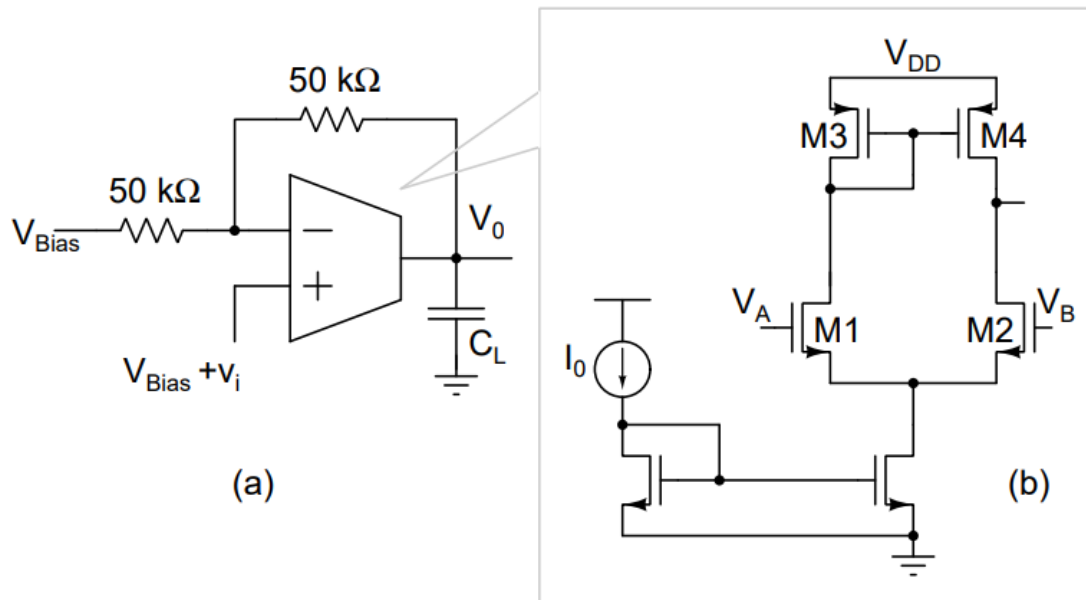 50 kΩ
50 kΩ
V_Bias
−
+
V_0
C_L
V_Bias +v_i
(a)
V_DD
M3
M4
V_A
M1
M2
V_B
I_0
(b)